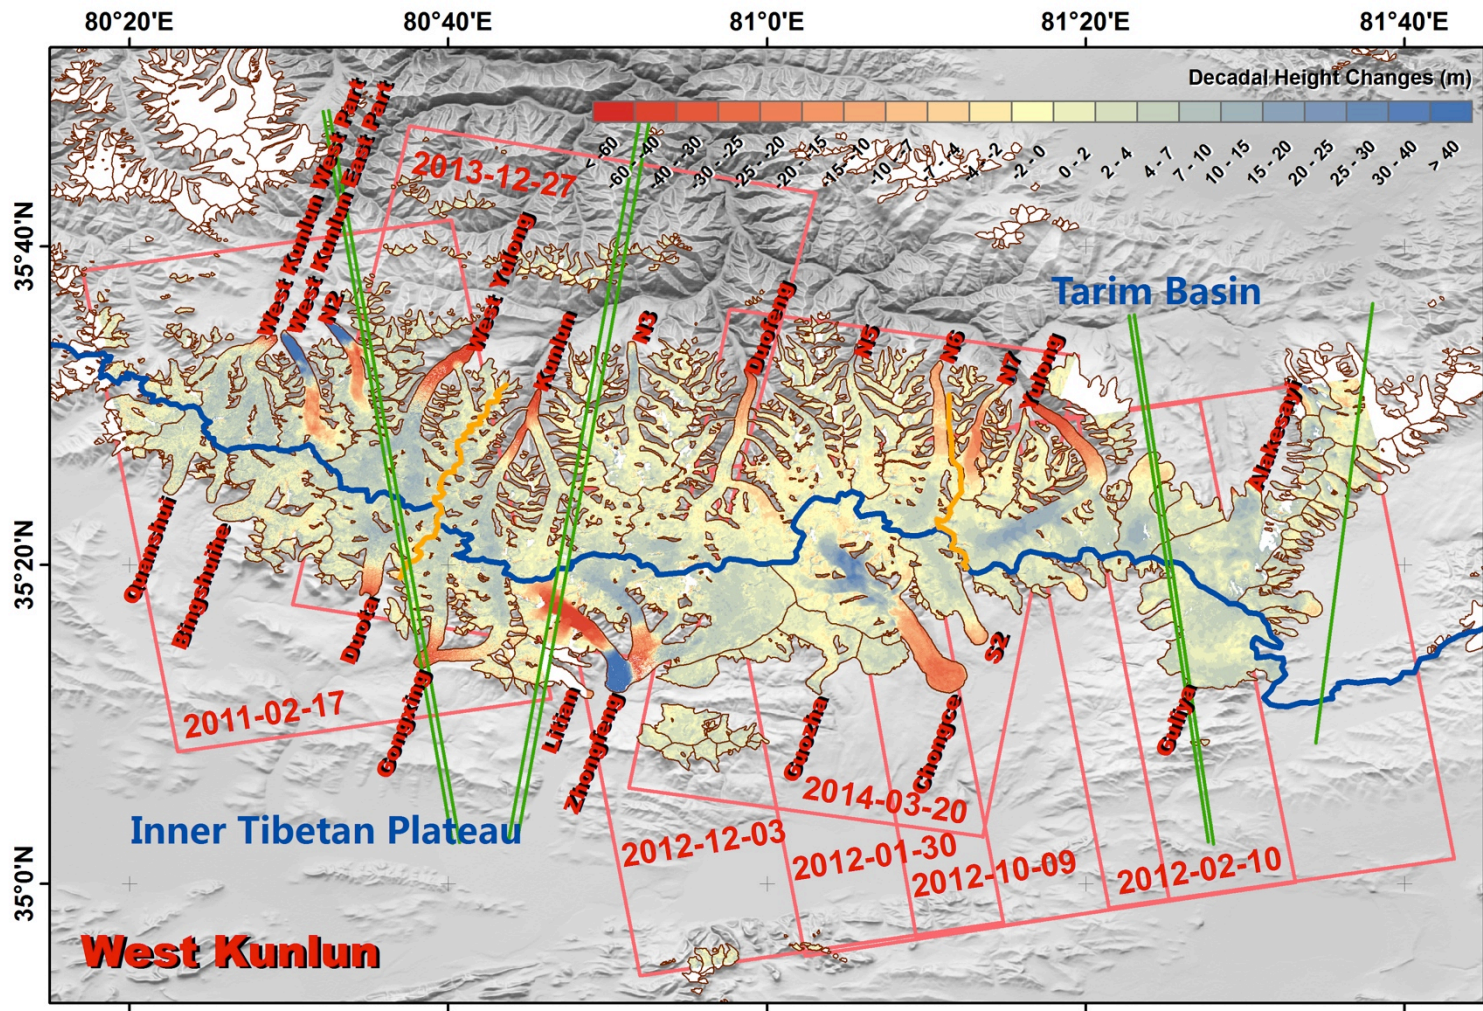 80°20'E 80°40'E 81°0'E 81°20'E 81°40'E
Decadal Height Changes (m)
< -60
-60 - -40
-40 - -30
-30 - -25
-25 - -20
-20 - -15
-15 - -10
-10 - -7
-7 - -4
-4 - -2
-2 - 0
0 - 2
2 - 4
4 - 7
7 - 10
10 - 15
15 - 20
20 - 25
25 - 30
30 - 40
> 40
2013-12-27
35°40'N
35°20'N
35°0'N
Tarim Basin
West Kunlun West Part
West Kunlun East Part
N2
West Yulong
Kunlun
N3
Duofeng
N5
N6
N7
Yulong
Alakesayi
Quanshui
Bingshuihe
Duota
Gongxing
Litian
Zhongfeng
Guozha
Chongce
S2
Guliya
2011-02-17
2014-03-20
Inner Tibetan Plateau
2012-12-03
2012-01-30
2012-10-09
2012-02-10
West Kunlun